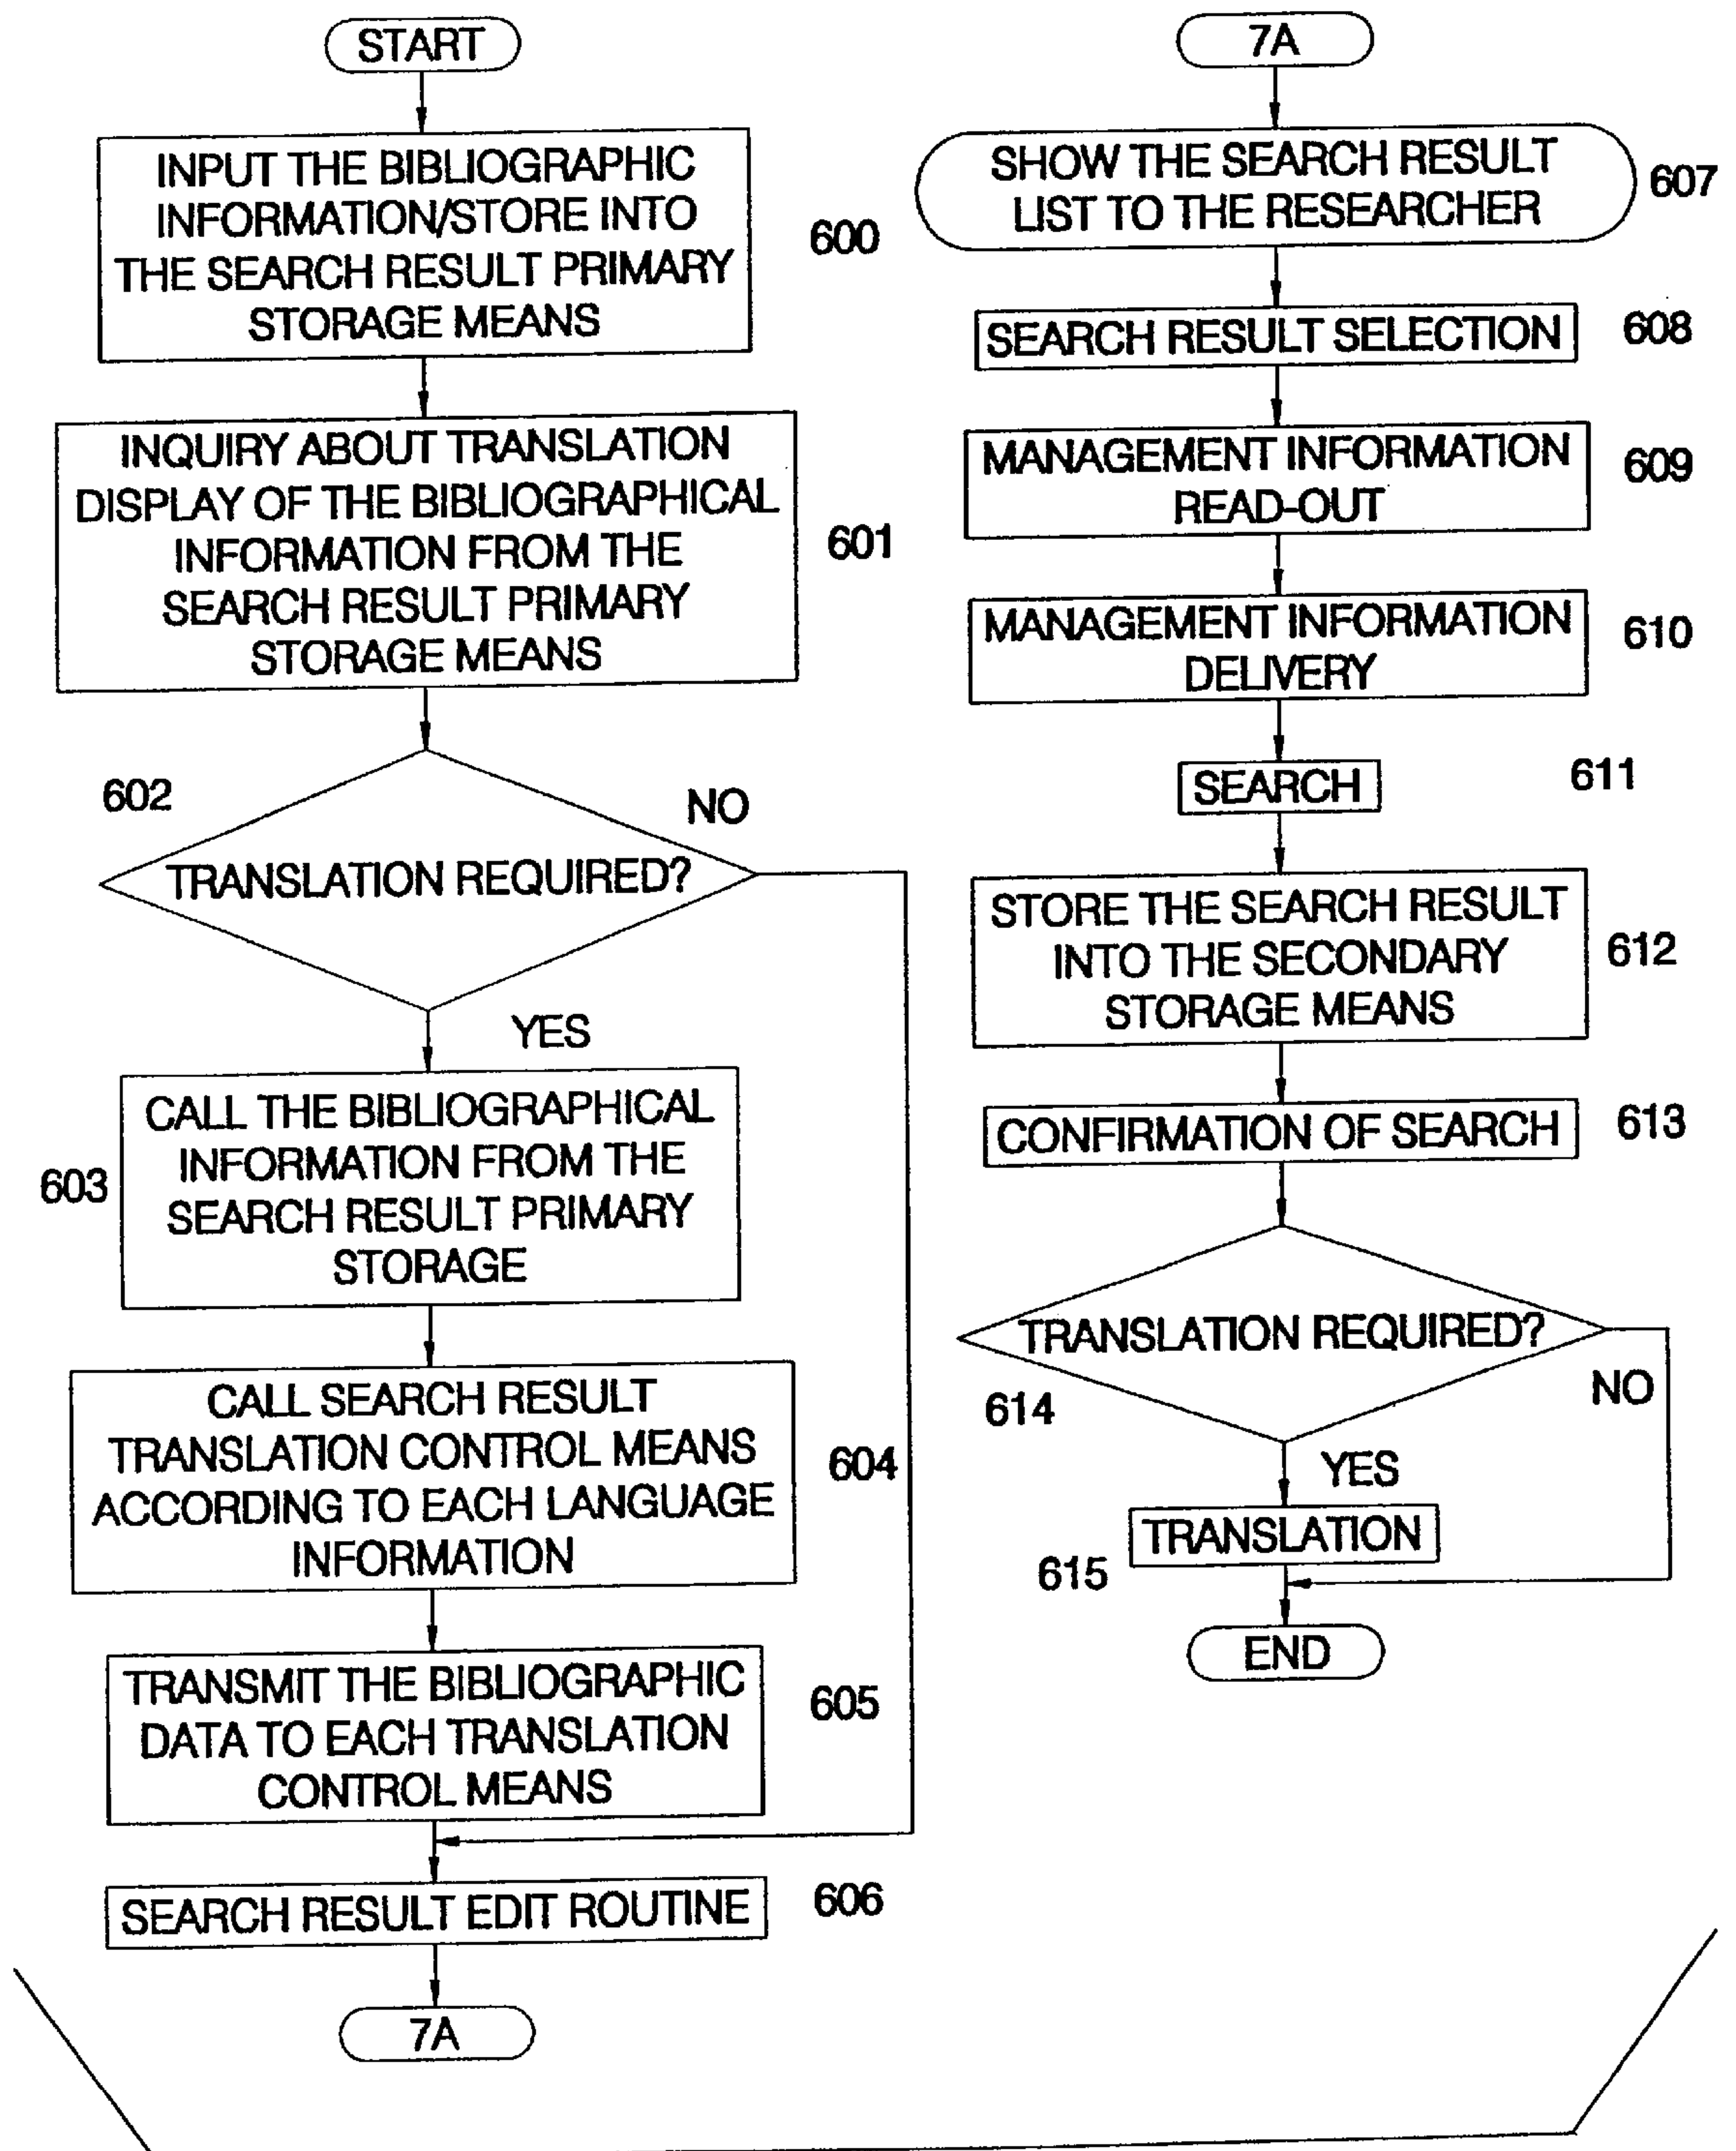 START
INPUT THE BIBLIOGRAPHIC
INFORMATION/STORE INTO
THE SEARCH RESULT PRIMARY
STORAGE MEANS
600
INQUIRY ABOUT TRANSLATION
DISPLAY OF THE BIBLIOGRAPHICAL
INFORMATION FROM THE
SEARCH RESULT PRIMARY
STORAGE MEANS
601
602
NO
TRANSLATION REQUIRED?
YES
CALL THE BIBLIOGRAPHICAL
INFORMATION FROM THE
SEARCH RESULT PRIMARY
STORAGE
603
CALL SEARCH RESULT
TRANSLATION CONTROL MEANS
ACCORDING TO EACH LANGUAGE
INFORMATION
604
TRANSMIT THE BIBLIOGRAPHIC
DATA TO EACH TRANSLATION
CONTROL MEANS
605
SEARCH RESULT EDIT ROUTINE
606
7A
7A
SHOW THE SEARCH RESULT
LIST TO THE RESEARCHER
607
SEARCH RESULT SELECTION
608
MANAGEMENT INFORMATION
READ-OUT
609
MANAGEMENT INFORMATION
DELIVERY
610
SEARCH
611
STORE THE SEARCH RESULT
INTO THE SECONDARY
STORAGE MEANS
612
CONFIRMATION OF SEARCH
613
TRANSLATION REQUIRED?
NO
614
YES
TRANSLATION
615
END